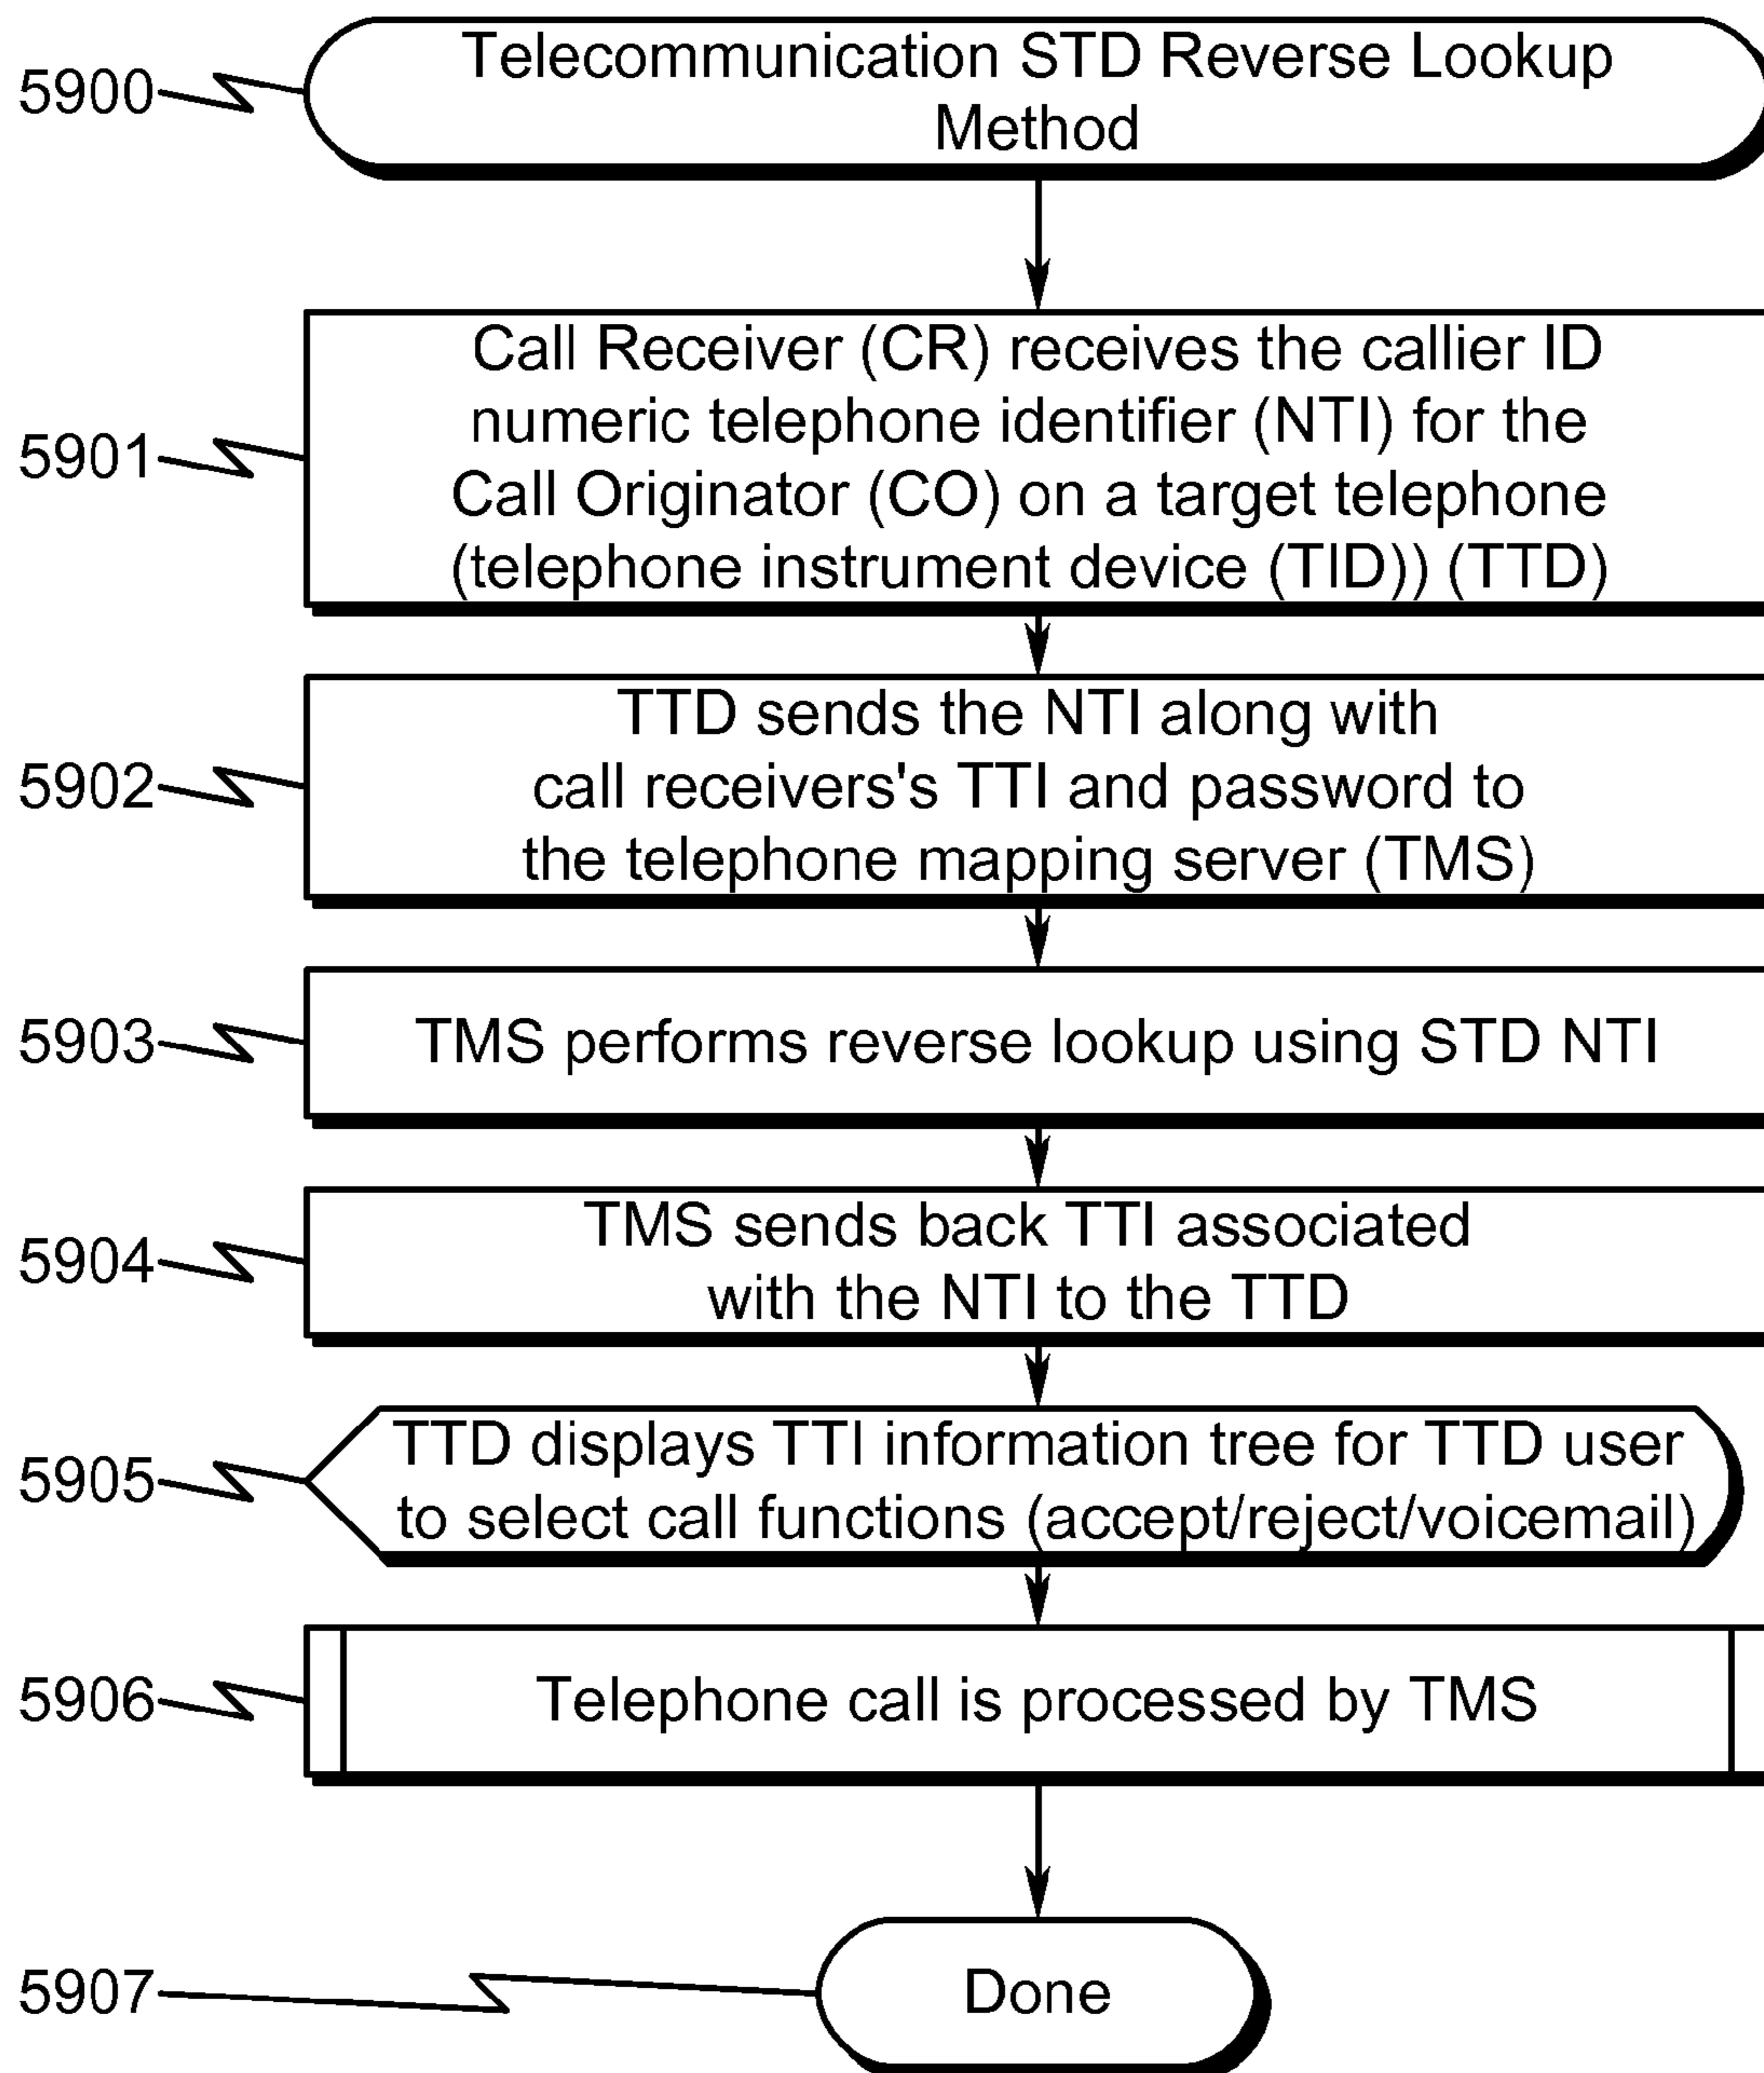 5900
Telecommunication STD Reverse Lookup
Method
5901
Call Receiver (CR) receives the callier ID
numeric telephone identifier (NTI) for the
Call Originator (CO) on a target telephone
(telephone instrument device (TID)) (TTD)
5902
TTD sends the NTI along with
call receivers's TTI and password to
the telephone mapping server (TMS)
5903
TMS performs reverse lookup using STD NTI
5904
TMS sends back TTI associated
with the NTI to the TTD
5905
TTD displays TTI information tree for TTD user
to select call functions (accept/reject/voicemail)
5906
Telephone call is processed by TMS
5907
Done